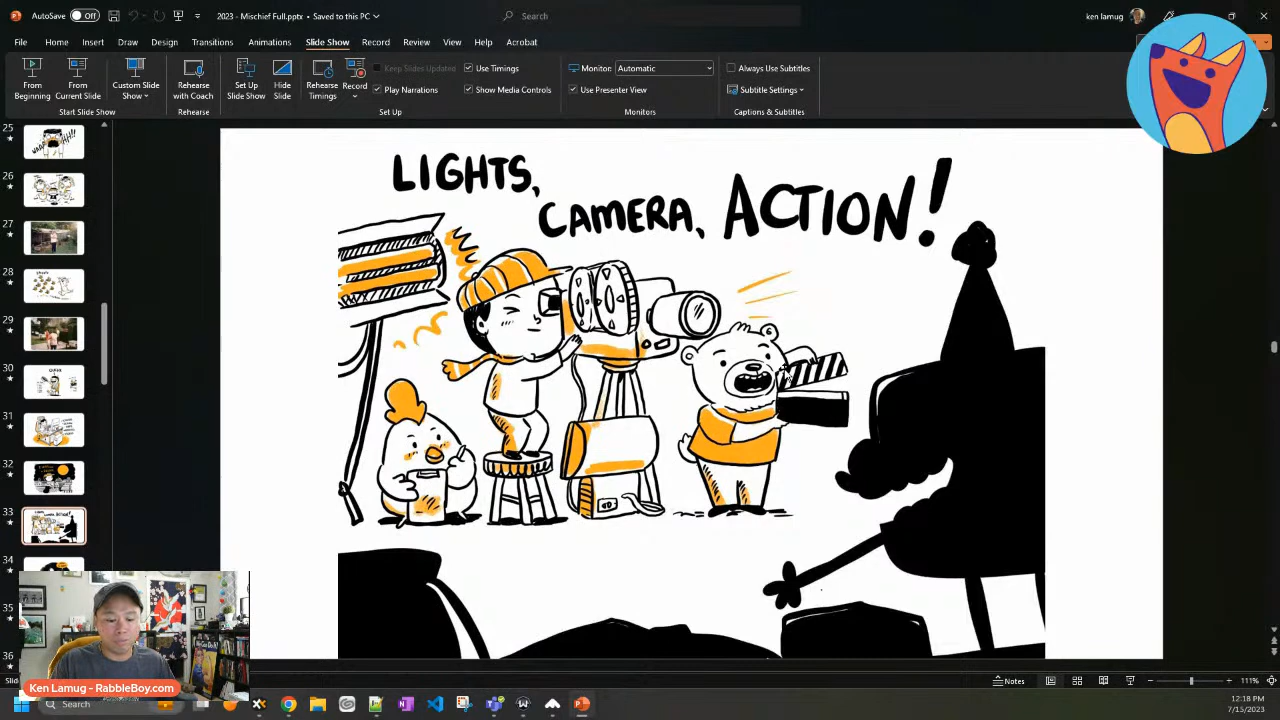 AutoSave
Off
2023 - Mischief Full.pptx • Saved to this PC
Search
ken lamug
File Home Insert Draw Design Transitions Animations Slide Show Record Review View Help Acrobat
From Beginning
From Current Slide
Custom Slide Show
Start Slide Show
Rehearse with Coach
Rehearse
Set Up Slide Show
Hide Slide
Rehearse Timings
Record
Keep Slides Updated
Play Narrations
Use Timings
Show Media Controls
Set Up
Monitor: Automatic
Use Presenter View
Monitors
Always Use Subtitles
Subtitle Settings
Captions & Subtitles
25
26
27
28
29
30
31
32
33
34
35
36
LIGHTS,
CAMERA, ACTION!
Ken Lamug - RabbleBoy.com
Notes
111%
Search
12:18 PM
7/15/2023